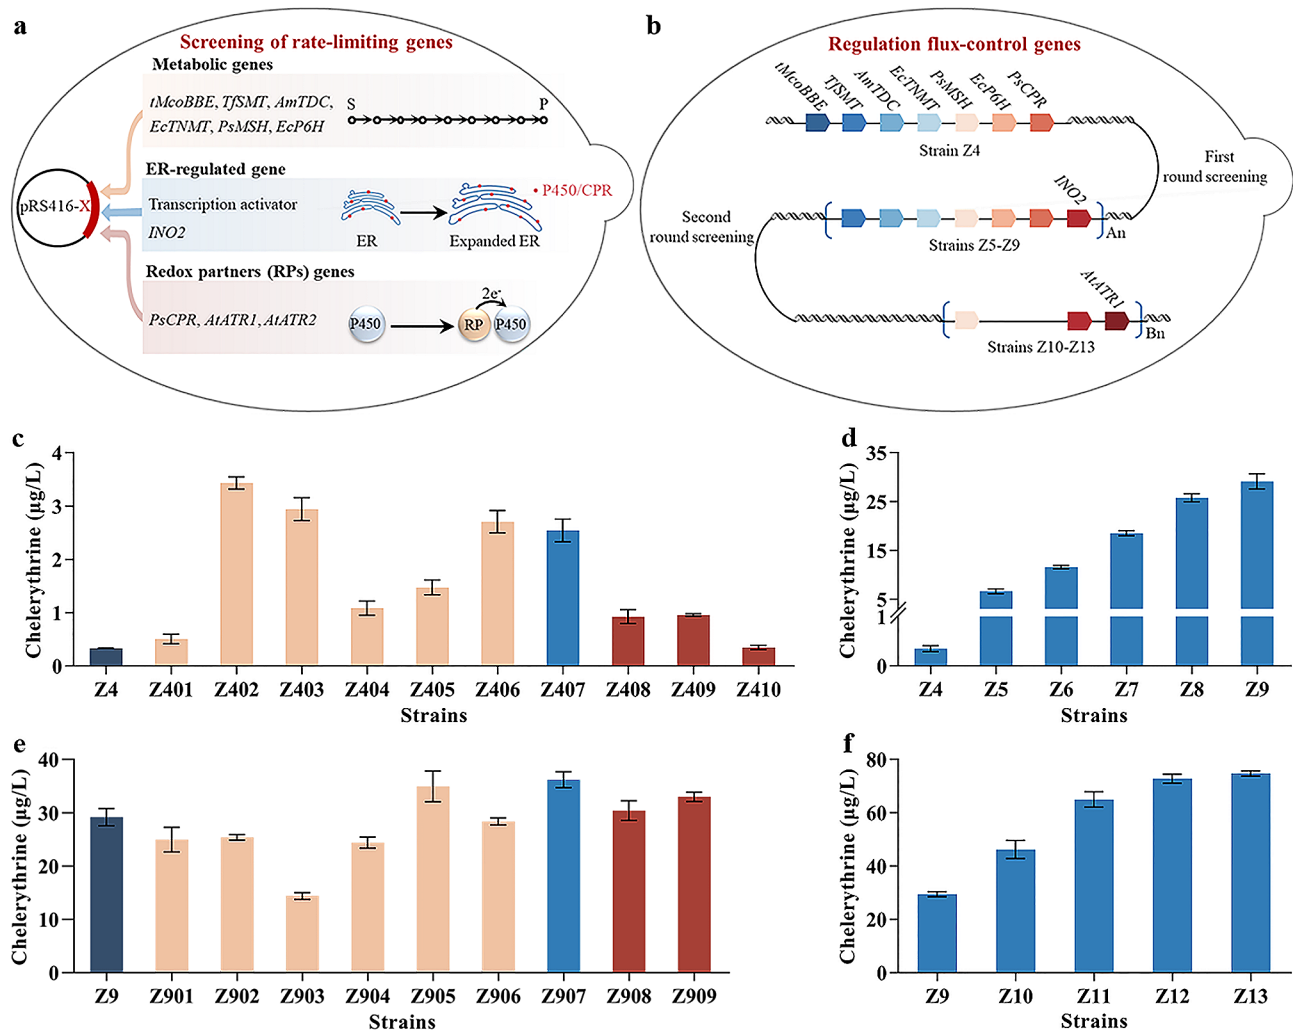 a
Screening of rate-limiting genes
Metabolic genes
tMcoBBE, TfSMT, AmTDC,
EcTNMT, PsMSH, EcP6H
S
P
pRS416-X
ER-regulated gene
Transcription activator
INO2
ER
Expanded ER
P450/CPR
Redox partners (RPs) genes
PsCPR, AtATR1, AtATR2
P450
2e-
RP
P450
b
Regulation flux-control genes
tMcoBBE
TfSMT
AmTDC
EcTNMT
PsMSH
EcP6H
PsCPR
Strain Z4
First
round screening
INO2
An
Strains Z5-Z9
Second
round screening
AtATR1
Bn
Strains Z10-Z13
c
Chelerythrine (μg/L)
4
3
2
1
0
Z4 Z401 Z402 Z403 Z404 Z405 Z406 Z407 Z408 Z409 Z410
Strains
d
Chelerythrine (μg/L)
35
25
15
5
1
0
Z4 Z5 Z6 Z7 Z8 Z9
Strains
e
Chelerythrine (μg/L)
40
30
20
10
0
Z9 Z901 Z902 Z903 Z904 Z905 Z906 Z907 Z908 Z909
Strains
f
Chelerythrine (μg/L)
80
60
40
20
0
Z9 Z10 Z11 Z12 Z13
Strains